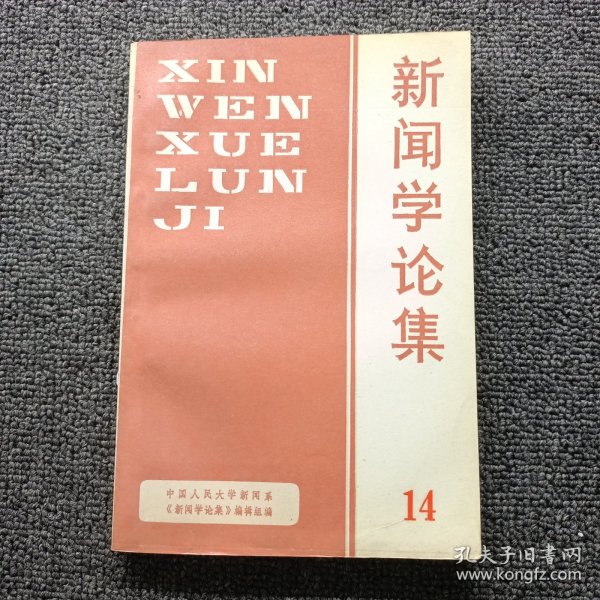 XIN
WEN
XUE
LUN
JI
新闻学论集
中国人民大学新闻系
《新闻学论集》编辑组编
14
孔夫子旧书网
www.kongfz.com